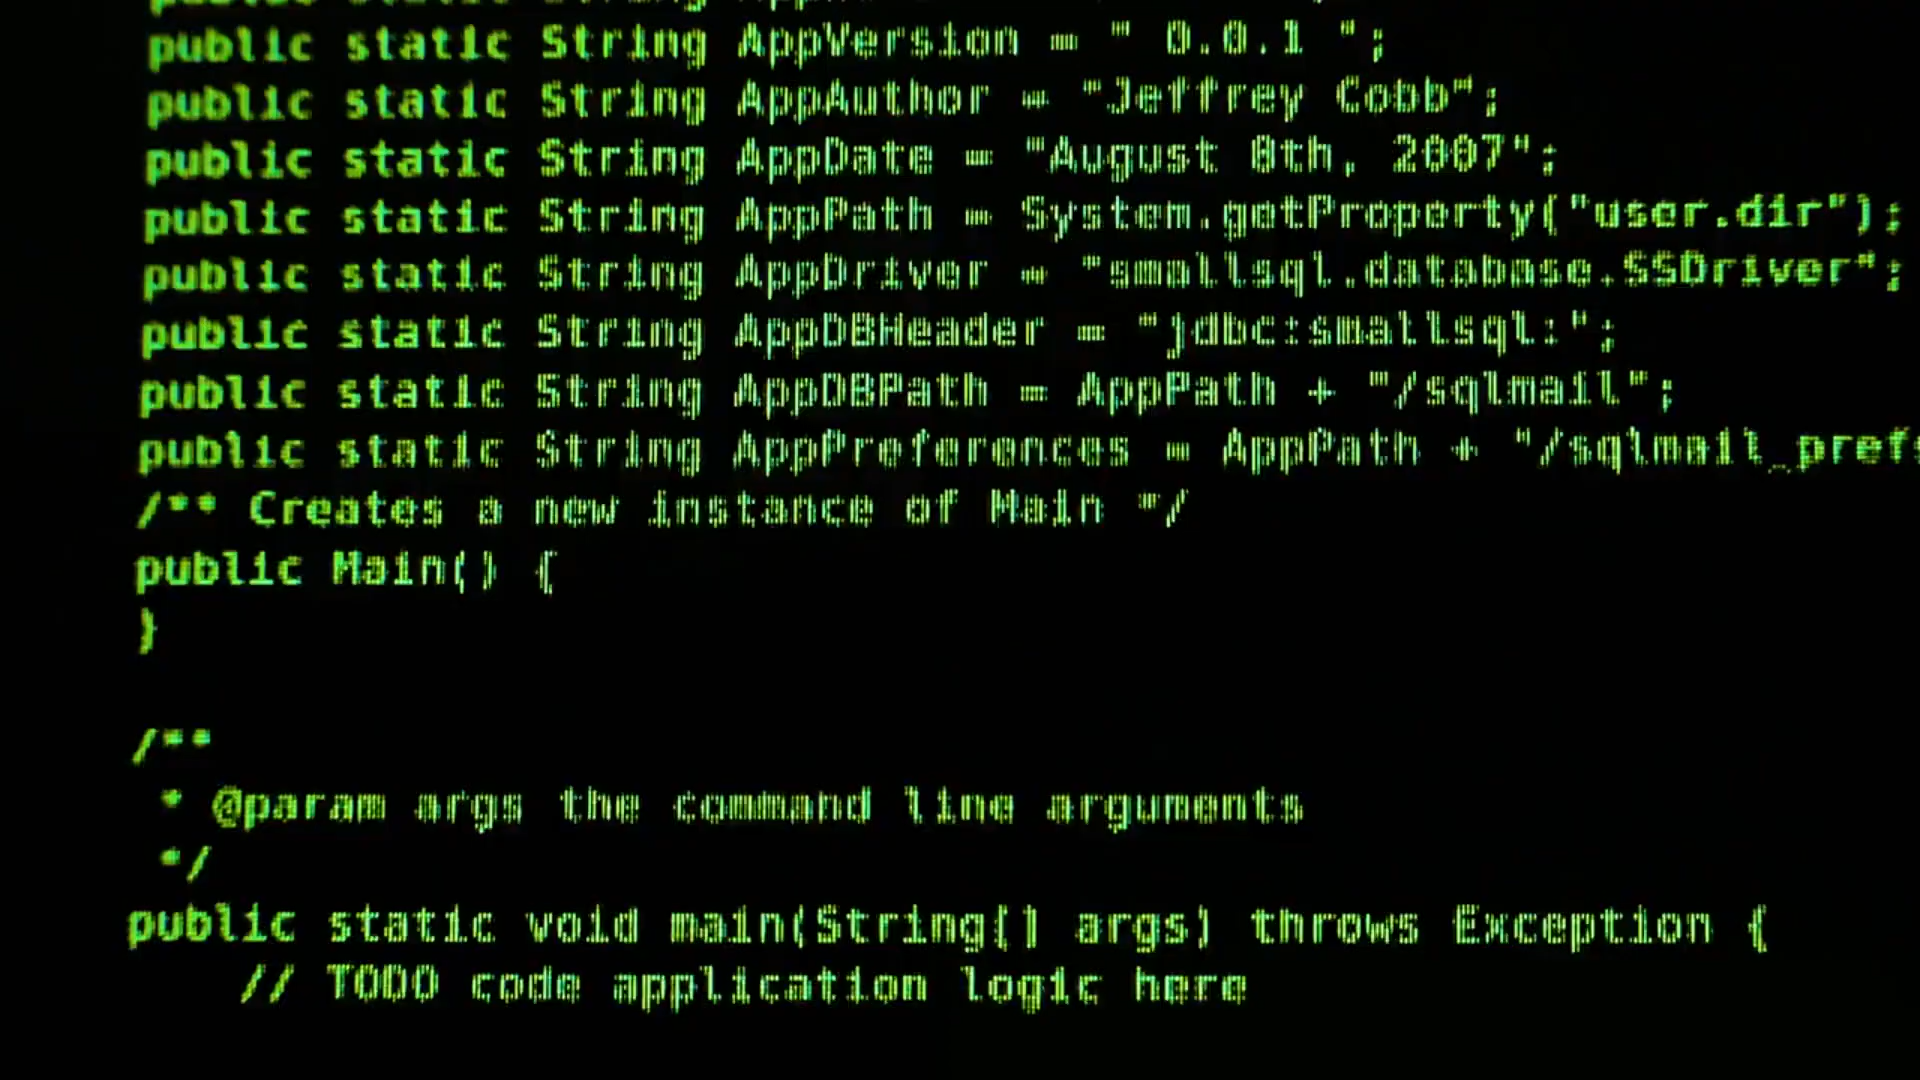 public static String AppVersion = " 0.0.1 ";
public static String AppAuthor = "Jeffrey Cobb";
public static String AppDate = "August 8th, 2007";
public static String AppPath = System.getProperty("user.dir");
public static String AppDriver = "smallsql.database.SSDriver";
public static String AppDBHeader = "jdbc:smallsql:";
public static String AppDBPath = AppPath + "/sqlmail";
public static String AppPreferences = AppPath + "/sqlmail_prefs
/** Creates a new instance of Main */
public Main() {
}
/**
* @param args the command line arguments
*/
public static void main(String[] args) throws Exception {
// TODO code application logic here